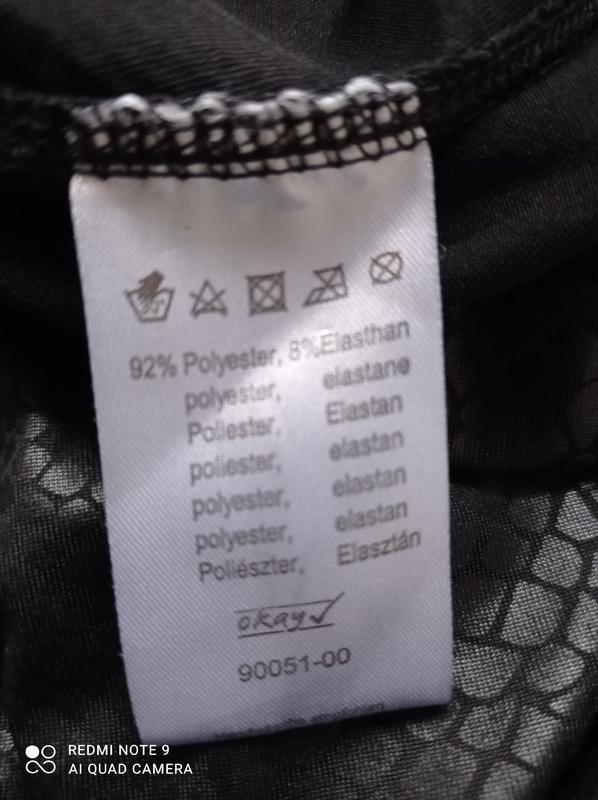 92% Polyester, 8%Elasthan
polyester, elastane
Poliester, Elastan
poliester, elastan
polyester, elastan
polyester, elastan
Poliészter, Elasztán
okay
90051-00
REDMI NOTE 9
AI QUAD CAMERA